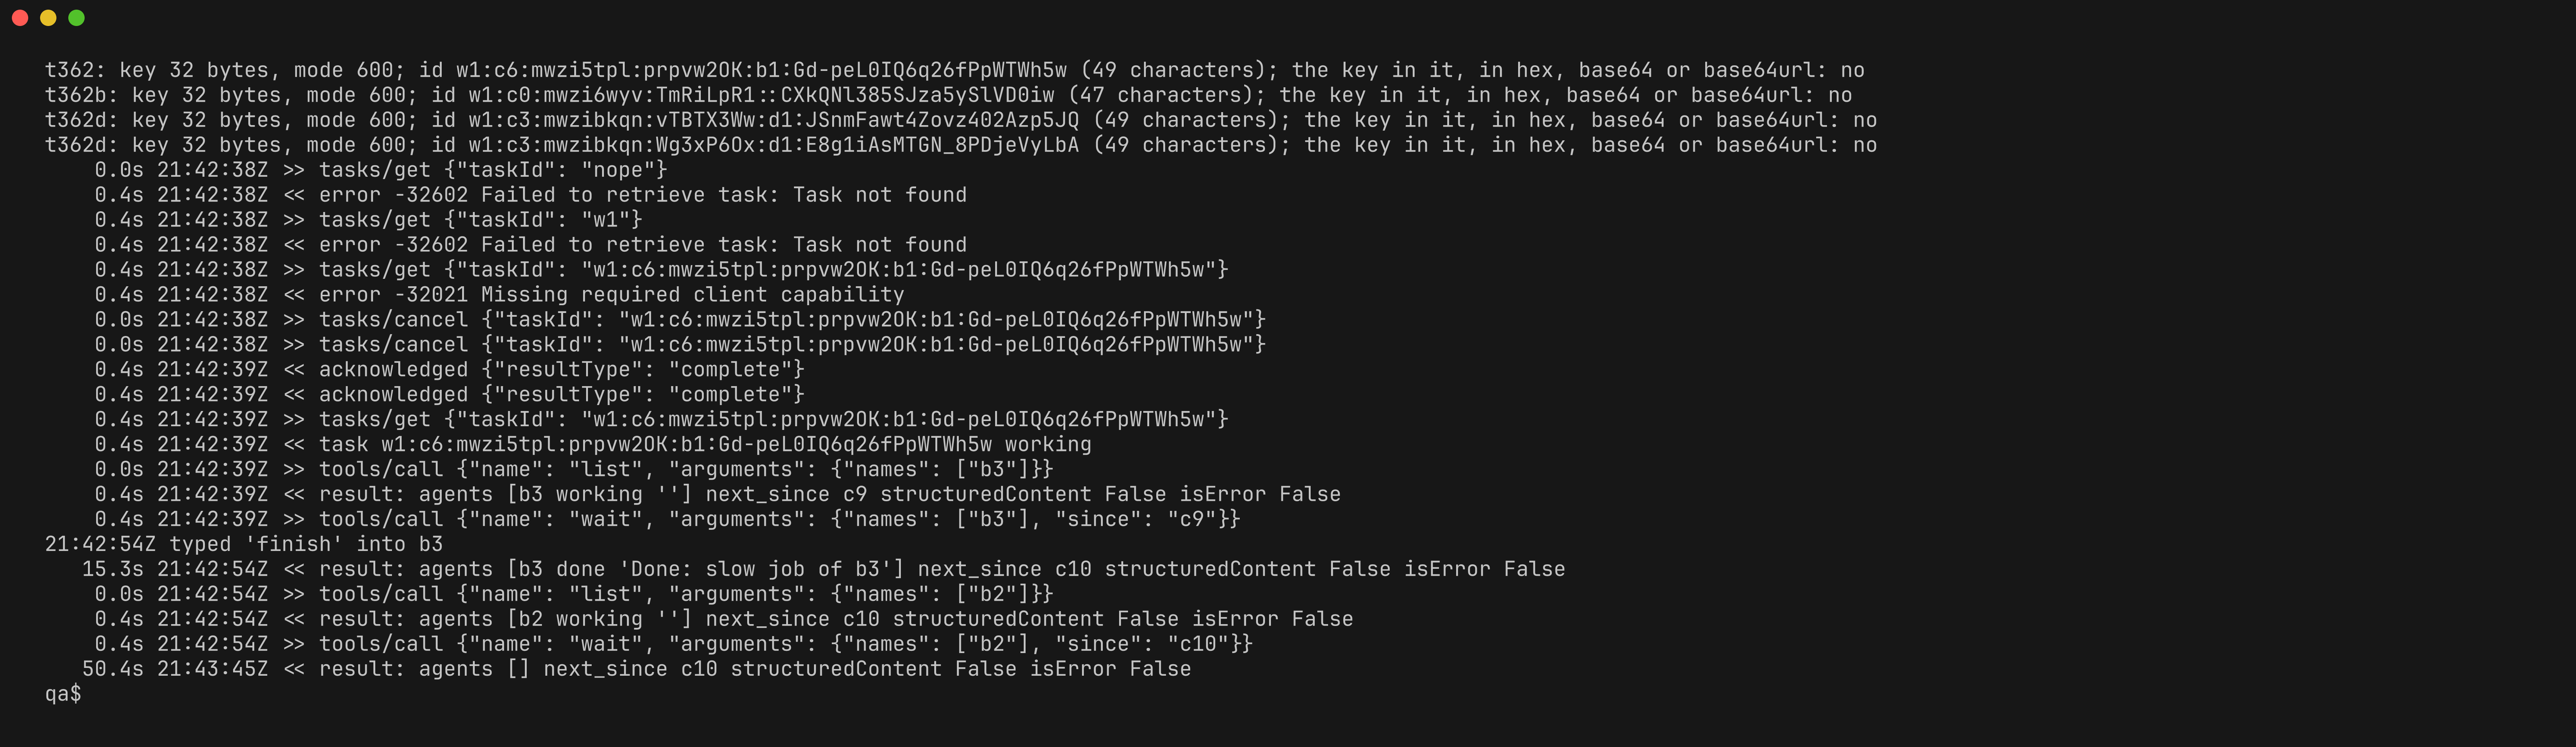 t362: key 32 bytes, mode 600; id w1:c6:mwzi5tpl:prpvw2OK:b1:Gd-peL0IQ6q26fPpWTWh5w (49 characters); the key in it, in hex, base64 or base64url: no
t362b: key 32 bytes, mode 600; id w1:c0:mwzi6wyv:TmRiLpR1::CXkQNl385SJza5ySlVD0iw (47 characters); the key in it, in hex, base64 or base64url: no
t362d: key 32 bytes, mode 600; id w1:c3:mwzibkqn:vTBTX3Ww:d1:JSnmFawt4Zovz402Azp5JQ (49 characters); the key in it, in hex, base64 or base64url: no
t362d: key 32 bytes, mode 600; id w1:c3:mwzibkqn:Wg3xP6Ox:d1:E8g1iAsMTGN_8PDjeVyLbA (49 characters); the key in it, in hex, base64 or base64url: no
    0.0s 21:42:38Z >> tasks/get {"taskId": "nope"}
    0.4s 21:42:38Z << error -32602 Failed to retrieve task: Task not found
    0.4s 21:42:38Z >> tasks/get {"taskId": "w1"}
    0.4s 21:42:38Z << error -32602 Failed to retrieve task: Task not found
    0.4s 21:42:38Z >> tasks/get {"taskId": "w1:c6:mwzi5tpl:prpvw2OK:b1:Gd-peL0IQ6q26fPpWTWh5w"}
    0.4s 21:42:38Z << error -32021 Missing required client capability
    0.0s 21:42:38Z >> tasks/cancel {"taskId": "w1:c6:mwzi5tpl:prpvw2OK:b1:Gd-peL0IQ6q26fPpWTWh5w"}
    0.0s 21:42:38Z >> tasks/cancel {"taskId": "w1:c6:mwzi5tpl:prpvw2OK:b1:Gd-peL0IQ6q26fPpWTWh5w"}
    0.4s 21:42:39Z << acknowledged {"resultType": "complete"}
    0.4s 21:42:39Z << acknowledged {"resultType": "complete"}
    0.4s 21:42:39Z >> tasks/get {"taskId": "w1:c6:mwzi5tpl:prpvw2OK:b1:Gd-peL0IQ6q26fPpWTWh5w"}
    0.4s 21:42:39Z << task w1:c6:mwzi5tpl:prpvw2OK:b1:Gd-peL0IQ6q26fPpWTWh5w working
    0.0s 21:42:39Z >> tools/call {"name": "list", "arguments": {"names": ["b3"]}}
    0.4s 21:42:39Z << result: agents [b3 working ''] next_since c9 structuredContent False isError False
    0.4s 21:42:39Z >> tools/call {"name": "wait", "arguments": {"names": ["b3"], "since": "c9"}}
21:42:54Z typed 'finish' into b3
   15.3s 21:42:54Z << result: agents [b3 done 'Done: slow job of b3'] next_since c10 structuredContent False isError False
    0.0s 21:42:54Z >> tools/call {"name": "list", "arguments": {"names": ["b2"]}}
    0.4s 21:42:54Z << result: agents [b2 working ''] next_since c10 structuredContent False isError False
    0.4s 21:42:54Z >> tools/call {"name": "wait", "arguments": {"names": ["b2"], "since": "c10"}}
   50.4s 21:43:45Z << result: agents [] next_since c10 structuredContent False isError False
qa$